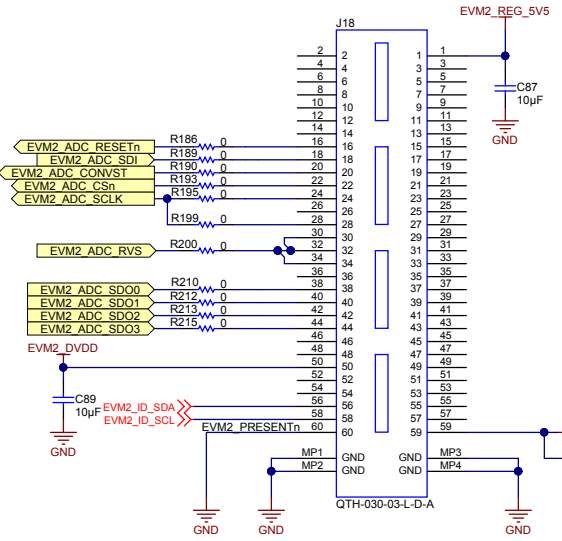 EVM2_REG_5V5
J18
2 2 1 1
4 4 3 3
6 6 5 5
8 8 7 7
C87
10µF
10 10 9 9
12 12 11 11
14 14 13 13
GND
EVM2_ADC_RESETn R186 0 16 16 15 15
EVM2_ADC_SDI R189 0 18 18 17 17
EVM2_ADC_CONVST R190 0 20 20 19 19
EVM2_ADC_CSn R193 0 22 22 21 21
EVM2_ADC_SCLK R195 0 24 24 23 23
26 26 25 25
R199 0 28 28 27 27
30 30 29 29
EVM2_ADC_RVS R200 0 32 32 31 31
34 34 33 33
36 36 35 35
EVM2_ADC_SDO0 R210 0 38 38 37 37
EVM2_ADC_SDO1 R212 0 40 40 39 39
EVM2_ADC_SDO2 R213 0 42 42 41 41
EVM2_ADC_SDO3 R215 0 44 44 43 43
46 46 45 45
EVM2_DVDD 48 48 47 47
50 50 49 49
52 52 51 51
54 54 53 53
C89
10µF
EVM2_ID_SDA 56 56 55 55
EVM2_ID_SCL 58 58 57 57
EVM2_PRESENTn 60 60 59 59
GND
MP1 GND GND MP3
MP2 GND GND MP4
QTH-030-03-L-D-A
GND GND GND